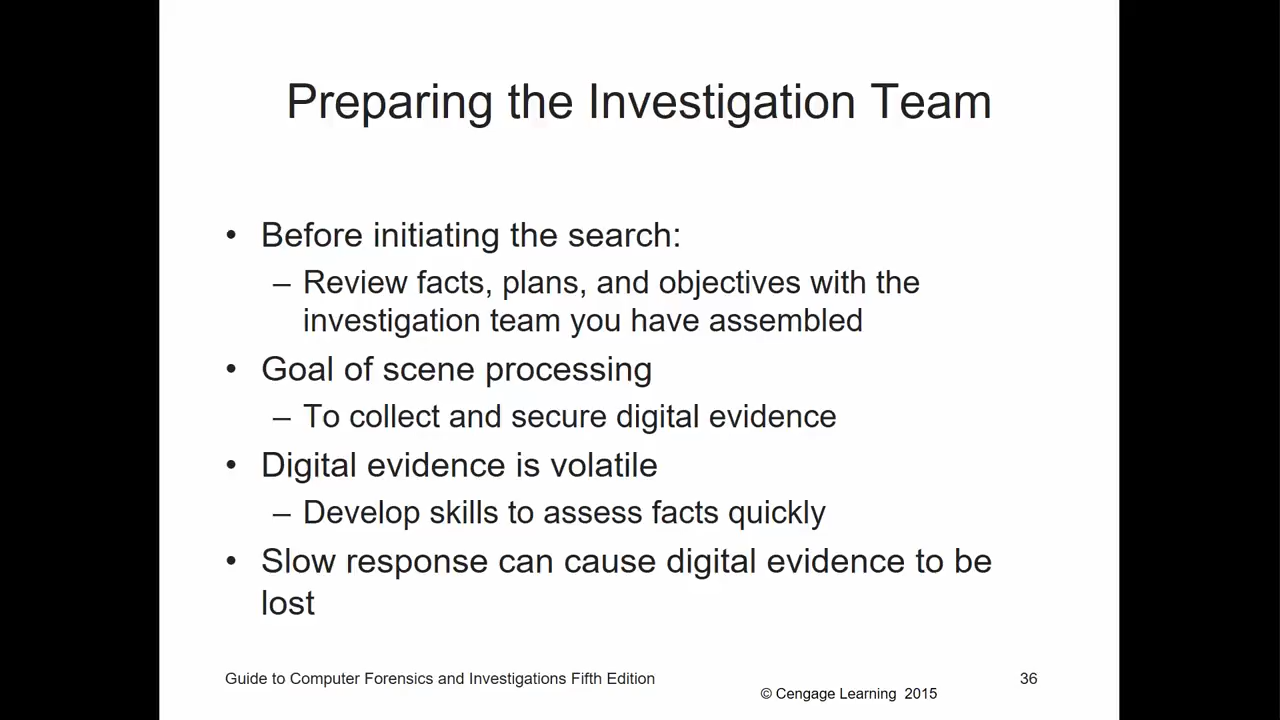 Preparing the Investigation Team
• Before initiating the search:
– Review facts, plans, and objectives with the
investigation team you have assembled
• Goal of scene processing
– To collect and secure digital evidence
• Digital evidence is volatile
– Develop skills to assess facts quickly
• Slow response can cause digital evidence to be
lost
Guide to Computer Forensics and Investigations Fifth Edition
36
© Cengage Learning 2015